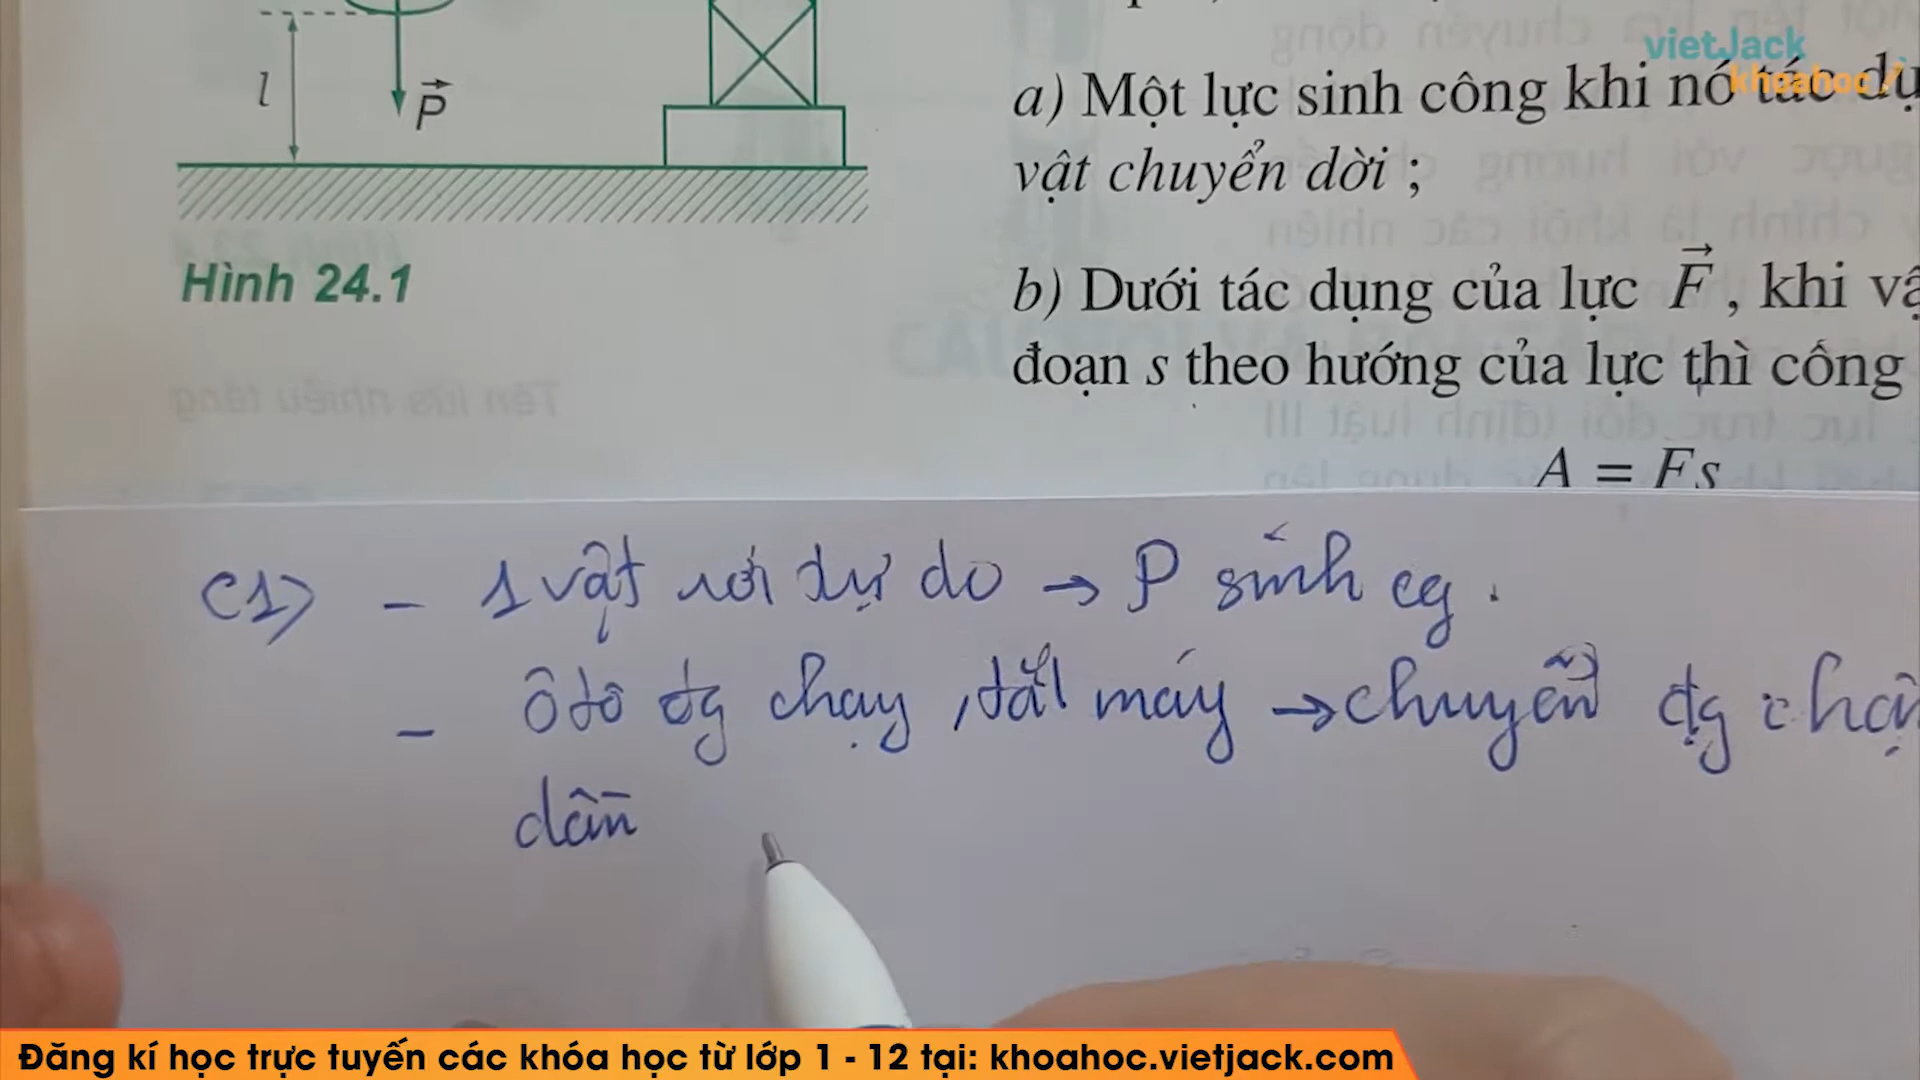 vietJack
khoahoc
l
P
Hình 24.1
a) Một lực sinh công khi nó tác dụ
vật chuyển dời ;
b) Dưới tác dụng của lực F, khi vậ
đoạn s theo hướng của lực thì công
A = Fs
C1) - 1 vật rơi tự do → P sinh cg.
- Ô tô đg chạy, tắt máy → chuyển đg chậ
dần
Đăng kí học trực tuyến các khóa học từ lớp 1 - 12 tại: khoahoc.vietjack.com